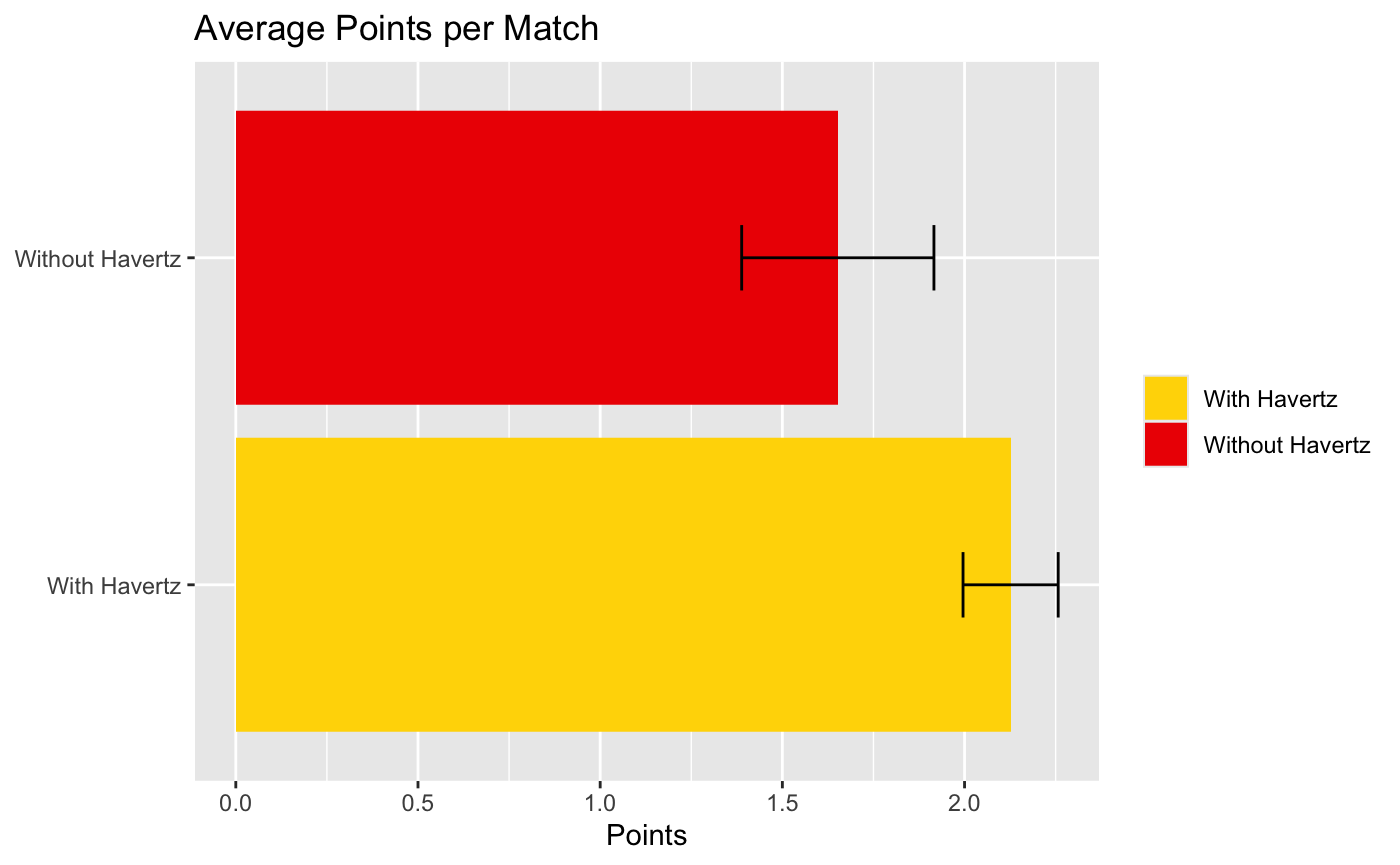 Average Points per Match
Without Havertz
With Havertz
0.0 0.5 1.0 1.5 2.0
Points
With Havertz
Without Havertz